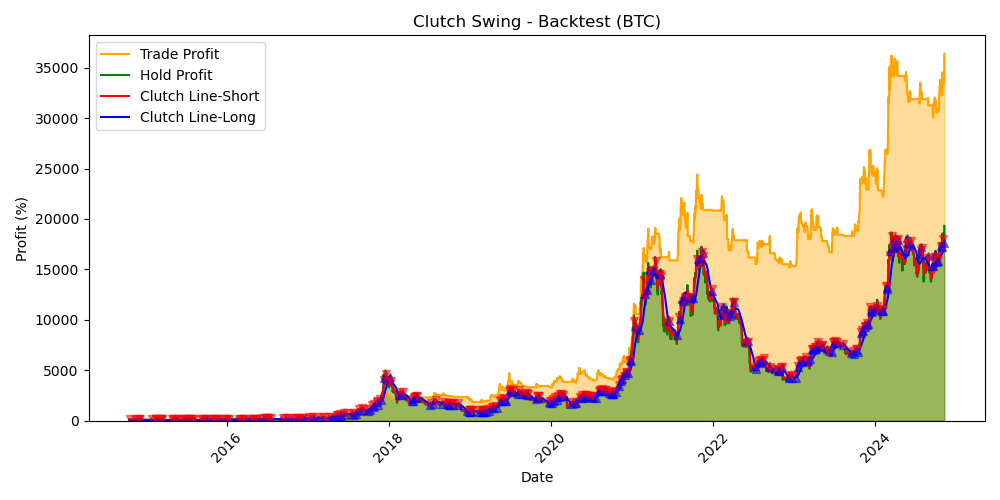 Clutch Swing - Backtest (BTC)
Trade Profit
Hold Profit
Clutch Line-Short
Clutch Line-Long
35000
30000
25000
20000
15000
10000
5000
0
Profit (%)
2016
2018
2020
2022
2024
Date